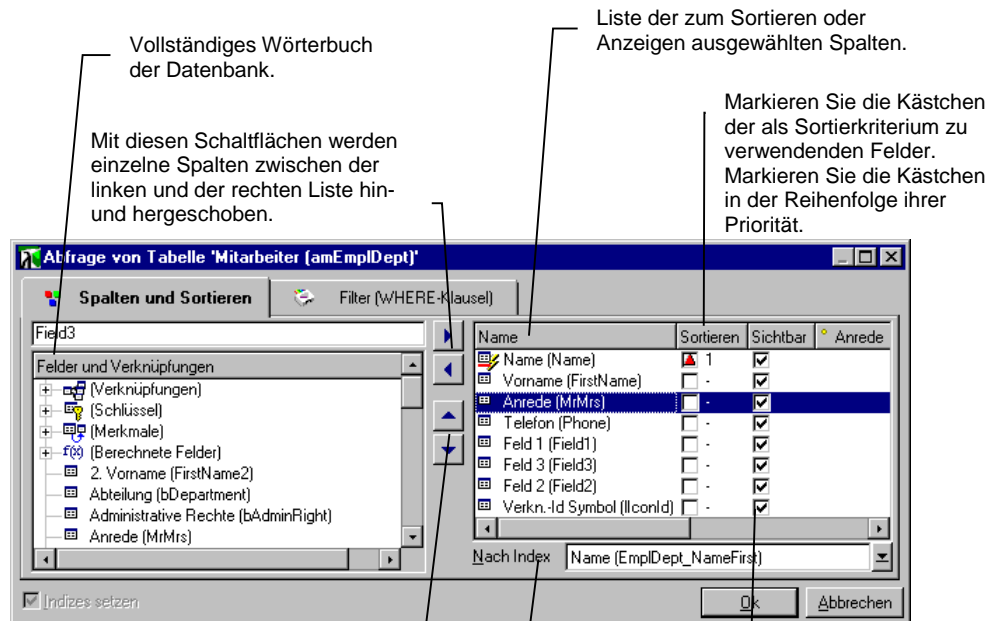 Liste der zum Sortieren oder
Anzeigen ausgewählten Spalten.
Vollständiges Wörterbuch
der Datenbank.
Markieren Sie die Kästchen
der als Sortierkriterium zu
verwendenden Felder.
Markieren Sie die Kästchen
in der Reihenfolge ihrer
Priorität.
Mit diesen Schaltflächen werden
einzelne Spalten zwischen der
linken und der rechten Liste hin-
und hergeschoben.
Abfrage von Tabelle 'Mitarbeiter (amEmplDept)'
Spalten und Sortieren
Filter (WHERE-Klausel)
Field3
Felder und Verknüpfungen
(Verknüpfungen)
(Schlüssel)
(Merkmale)
f(x) (Berechnete Felder)
2. Vorname (FirstName2)
Abteilung (bDepartment)
Administrative Rechte (bAdminRight)
Anrede (MrMrs)
Name Sortieren Sichtbar Anrede
Name (Name) 1
Vorname (FirstName) -
Anrede (MrMrs) -
Telefon (Phone) -
Feld 1 (Field1) -
Feld 3 (Field3) -
Feld 2 (Field2) -
Verkn.-Id Symbol (lIconId) -
Nach Index Name (EmplDept_NameFirst)
Indizes setzen
Ok
Abbrechen